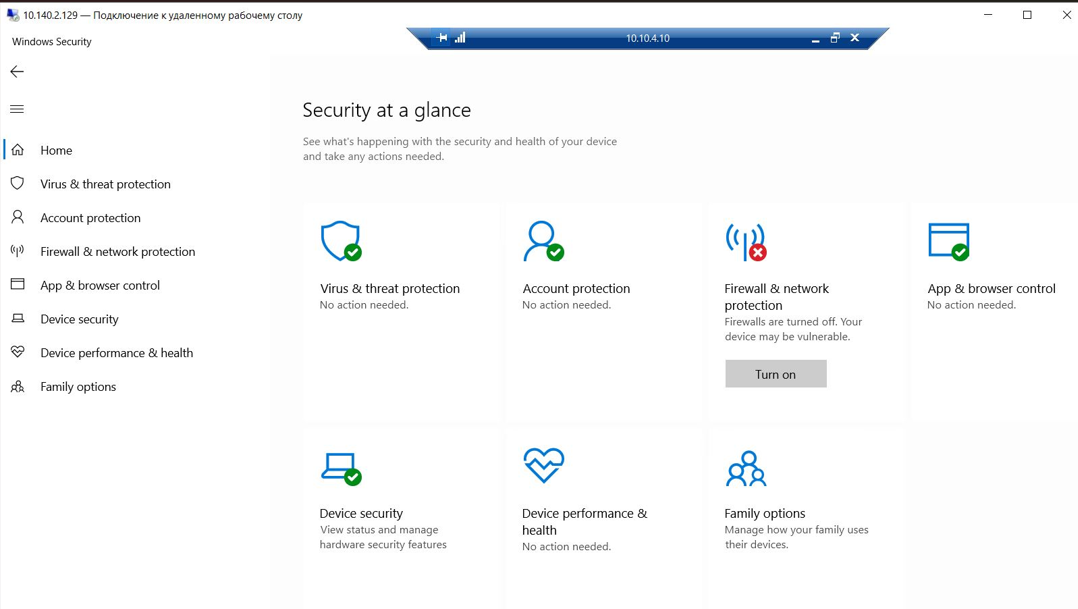 10.140.2.129 — Подключение к удаленному рабочему столу
10.10.4.10
Windows Security
Home
Virus & threat protection
Account protection
Firewall & network protection
App & browser control
Device security
Device performance & health
Family options
Security at a glance
See what's happening with the security and health of your device
and take any actions needed.
Virus & threat protection
No action needed.
Account protection
No action needed.
Firewall & network
protection
Firewalls are turned off. Your
device may be vulnerable.
Turn on
App & browser control
No action needed.
Device security
View status and manage
hardware security features
Device performance &
health
No action needed.
Family options
Manage how your family uses
their devices.